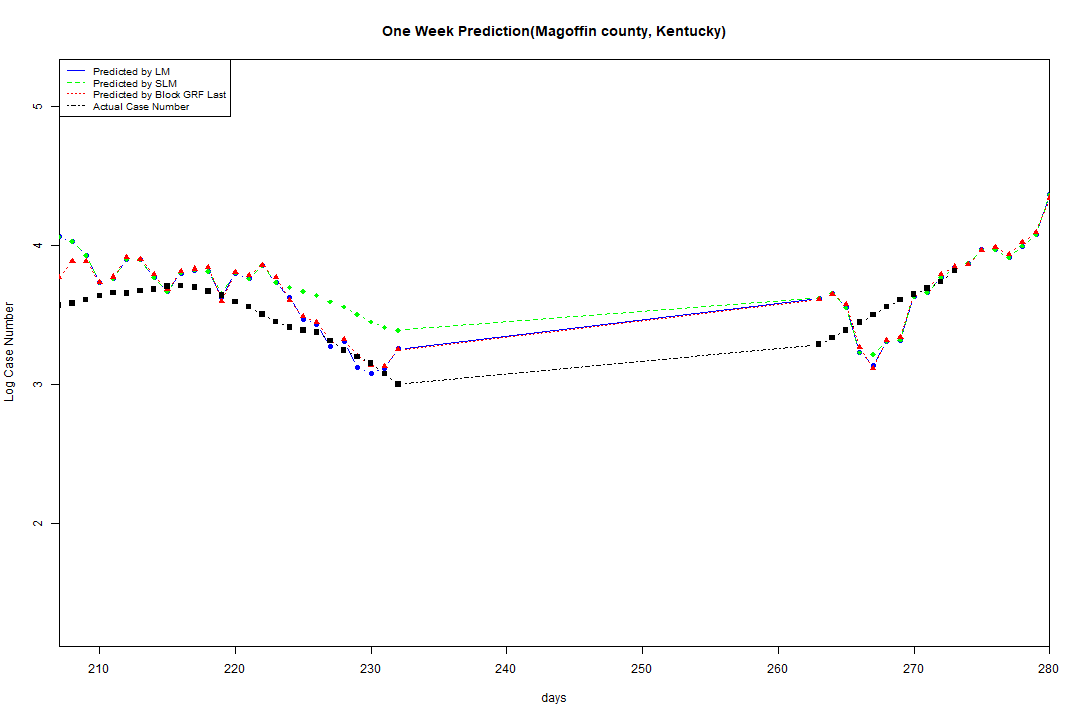 One Week Prediction(Magoffin county, Kentucky)
Predicted by LM
Predicted by SLM
Predicted by Block GRF Last
Actual Case Number
5
4
3
2
Log Case Number
210 220 230 240 250 260 270 280
days